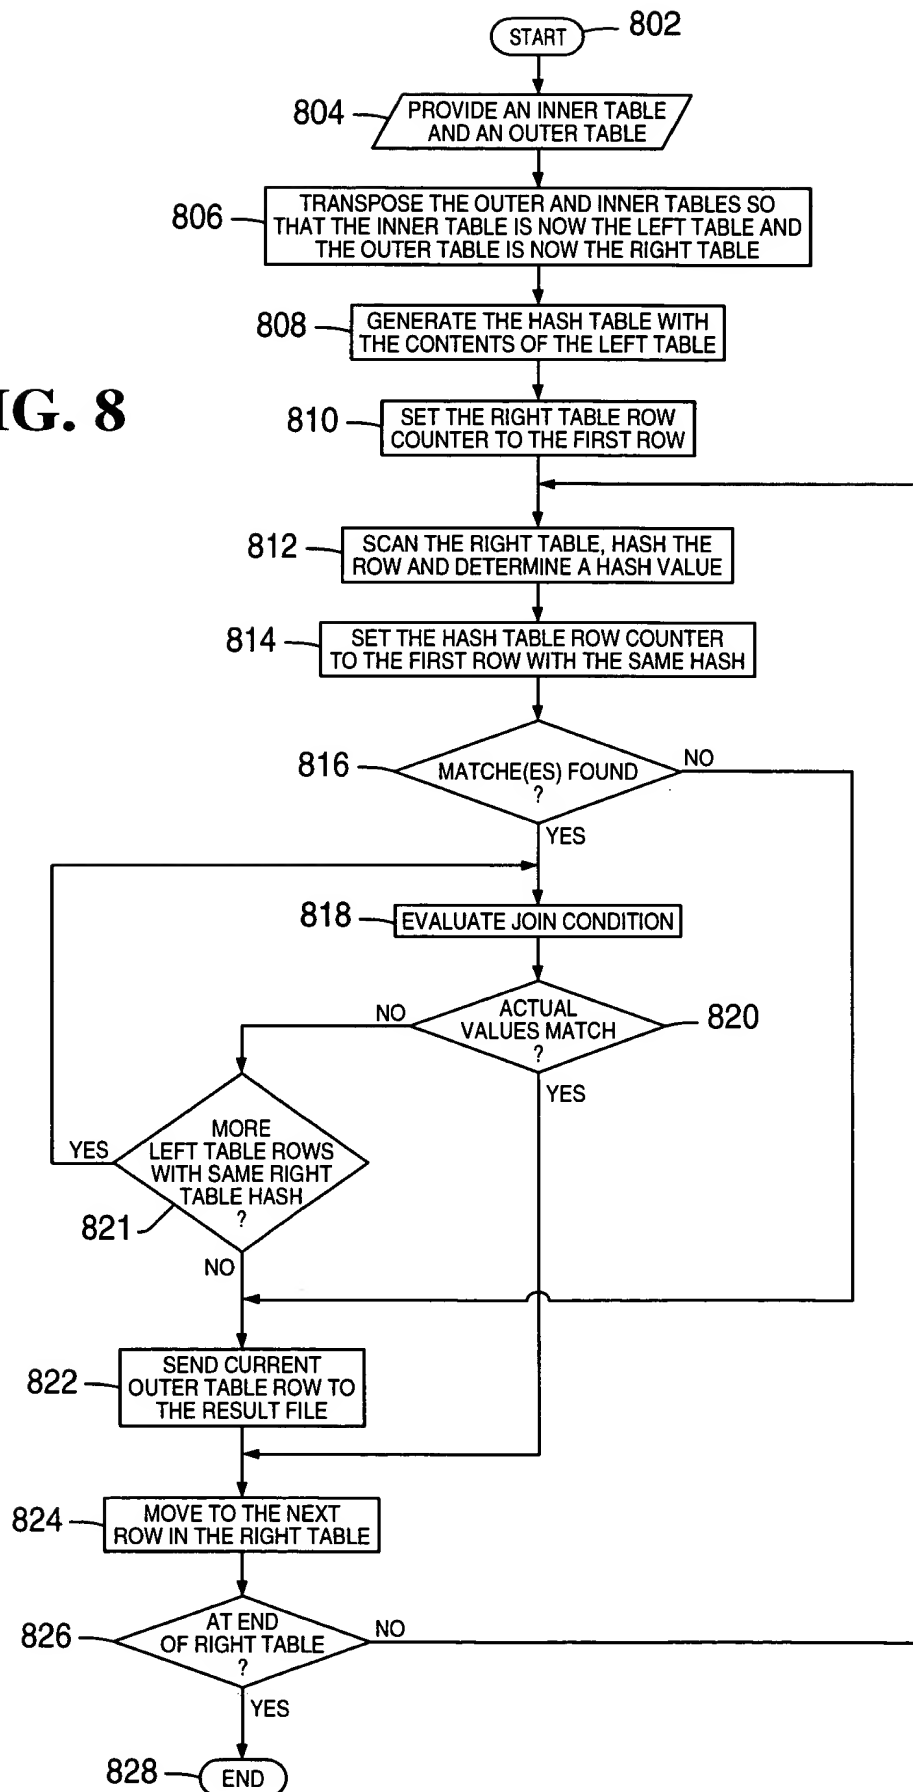 START
802
804
PROVIDE AN INNER TABLE
AND AN OUTER TABLE
806
TRANSPOSE THE OUTER AND INNER TABLES SO
THAT THE INNER TABLE IS NOW THE LEFT TABLE AND
THE OUTER TABLE IS NOW THE RIGHT TABLE
808
GENERATE THE HASH TABLE WITH
THE CONTENTS OF THE LEFT TABLE
IG. 8
810
SET THE RIGHT TABLE ROW
COUNTER TO THE FIRST ROW
812
SCAN THE RIGHT TABLE, HASH THE
ROW AND DETERMINE A HASH VALUE
814
SET THE HASH TABLE ROW COUNTER
TO THE FIRST ROW WITH THE SAME HASH
816
MATCHE(ES) FOUND
?
NO
YES
818
EVALUATE JOIN CONDITION
NO
ACTUAL
VALUES MATCH
?
820
YES
YES
MORE
LEFT TABLE ROWS
WITH SAME RIGHT
TABLE HASH
?
821
NO
822
SEND CURRENT
OUTER TABLE ROW TO
THE RESULT FILE
824
MOVE TO THE NEXT
ROW IN THE RIGHT TABLE
826
AT END
OF RIGHT TABLE
?
NO
YES
828
END